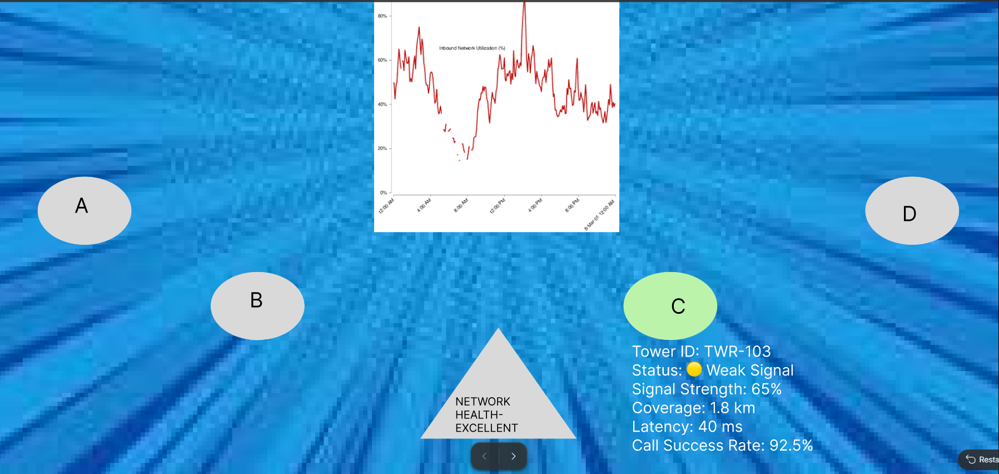 80%
Inbound Network Utilization (%)
60%
40%
20%
0%
12:00 AM
4:00 AM
8:00 AM
12:00 PM
4:00 PM
8:00 PM
8-Mar-01 12:00 AM
A
D
B
C
Tower ID: TWR-103
Status: 🟡 Weak Signal
Signal Strength: 65%
Coverage: 1.8 km
Latency: 40 ms
Call Success Rate: 92.5%
NETWORK
HEALTH-
EXCELLENT
Resta